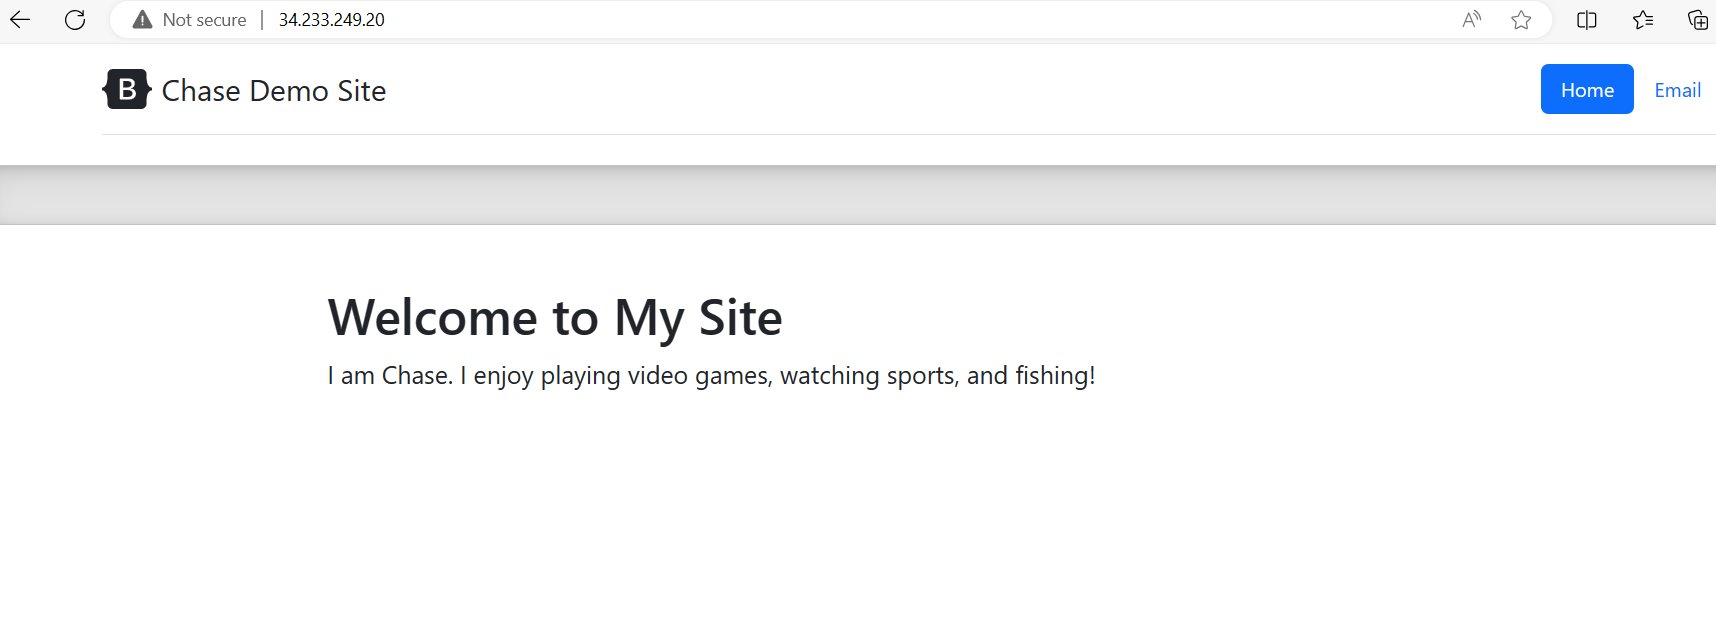 Not secure | 34.233.249.20
B Chase Demo Site Home Email
Welcome to My Site
I am Chase. I enjoy playing video games, watching sports, and fishing!